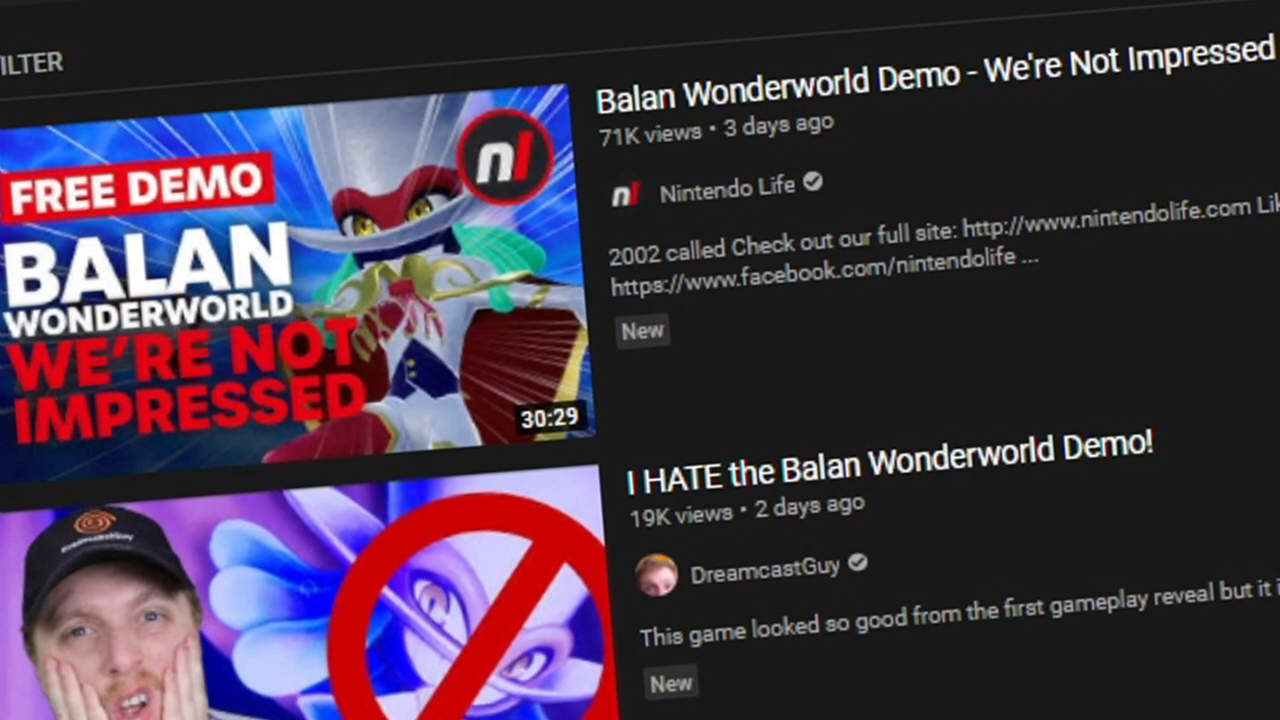 ILTER
FREE DEMO
BALAN
WONDERWORLD
WE'RE NOT
IMPRESSED
nl
30:29
Balan Wonderworld Demo - We're Not Impressed
71K views • 3 days ago
nl Nintendo Life
2002 called Check out our full site: http://www.nintendolife.com Lik
https://www.facebook.com/nintendolife ...
New
I HATE the Balan Wonderworld Demo!
19K views • 2 days ago
DreamcastGuy
This game looked so good from the first gameplay reveal but it i
New